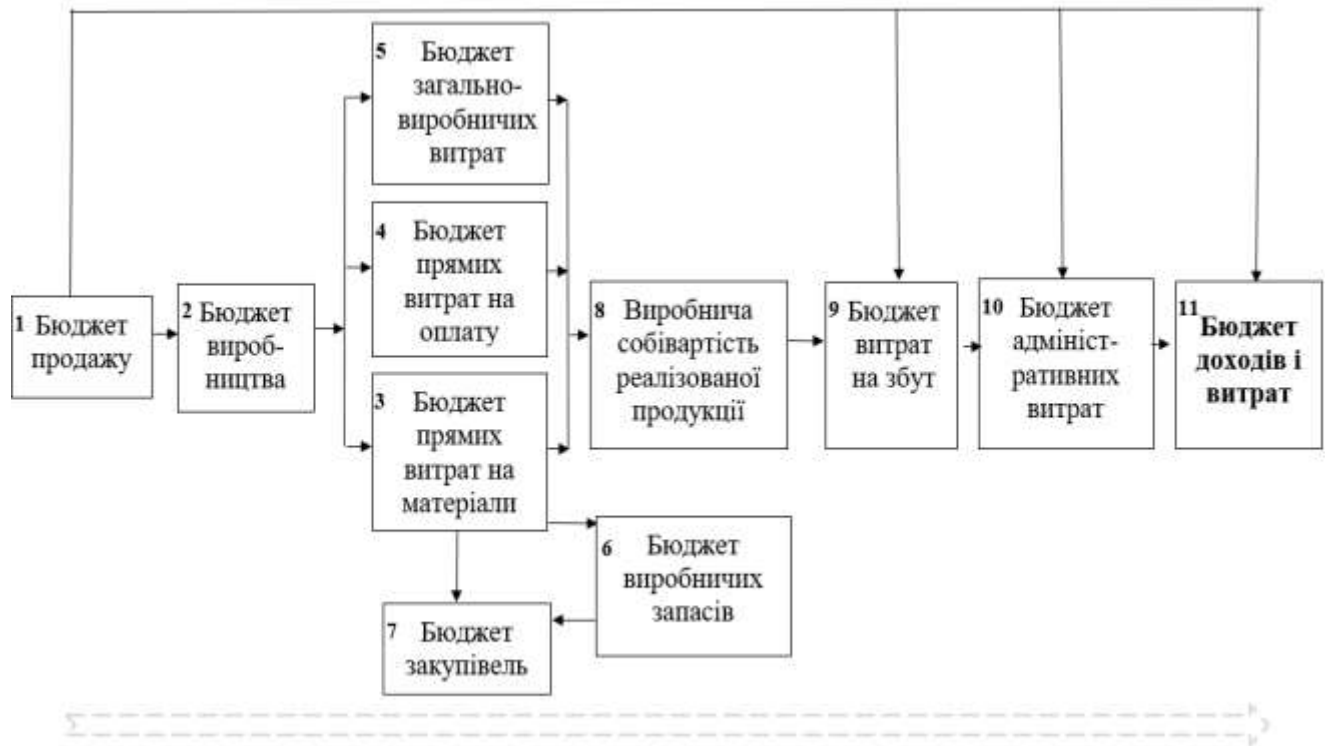 5 Бюджет
загально-
виробничих
витрат
4 Бюджет
прямих
витрат на
оплату
1 Бюджет
продажу
2 Бюджет
вироб-
ництва
3 Бюджет
прямих
витрат на
матеріали
8 Виробнича
собівартість
реалізованої
продукції
9 Бюджет
витрат
на збут
10 Бюджет
адмініст-
ративних
витрат
11 Бюджет
доходів і
витрат
6 Бюджет
виробничих
запасів
7 Бюджет
закупівель